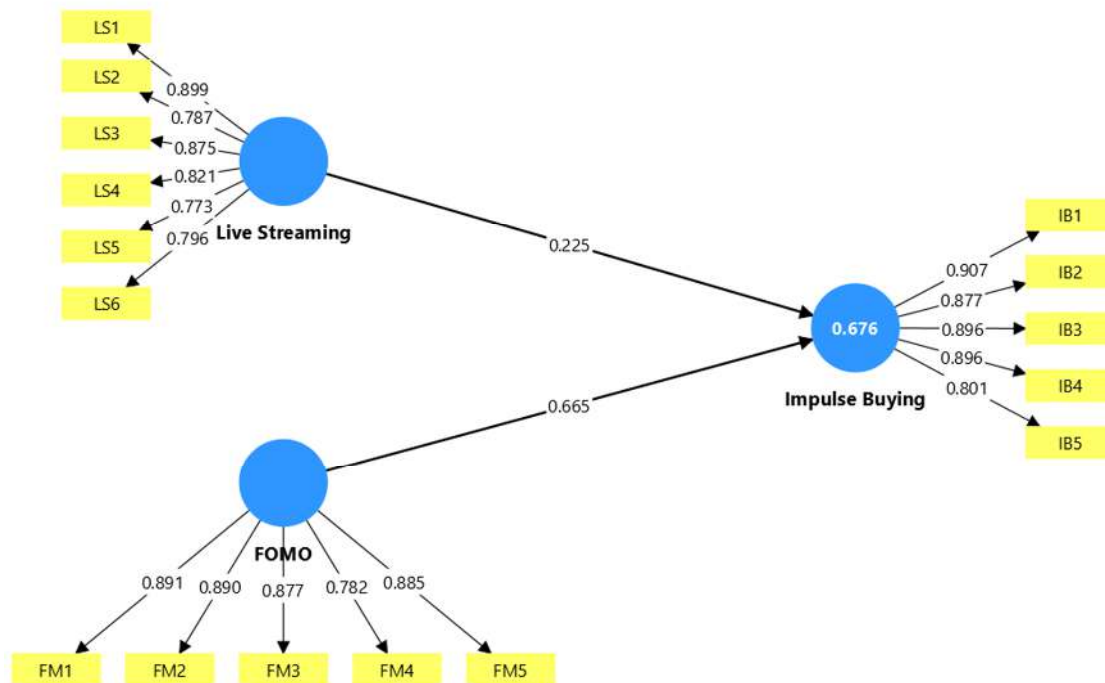 LS1
LS2
LS3
LS4
LS5
LS6
0.899
0.787
0.875
0.821
0.773
0.796
Live Streaming
0.225
0.665
0.676
Impulse Buying
0.907
0.877
0.896
0.896
0.801
IB1
IB2
IB3
IB4
IB5
FOMO
0.891
0.890
0.877
0.782
0.885
FM1
FM2
FM3
FM4
FM5